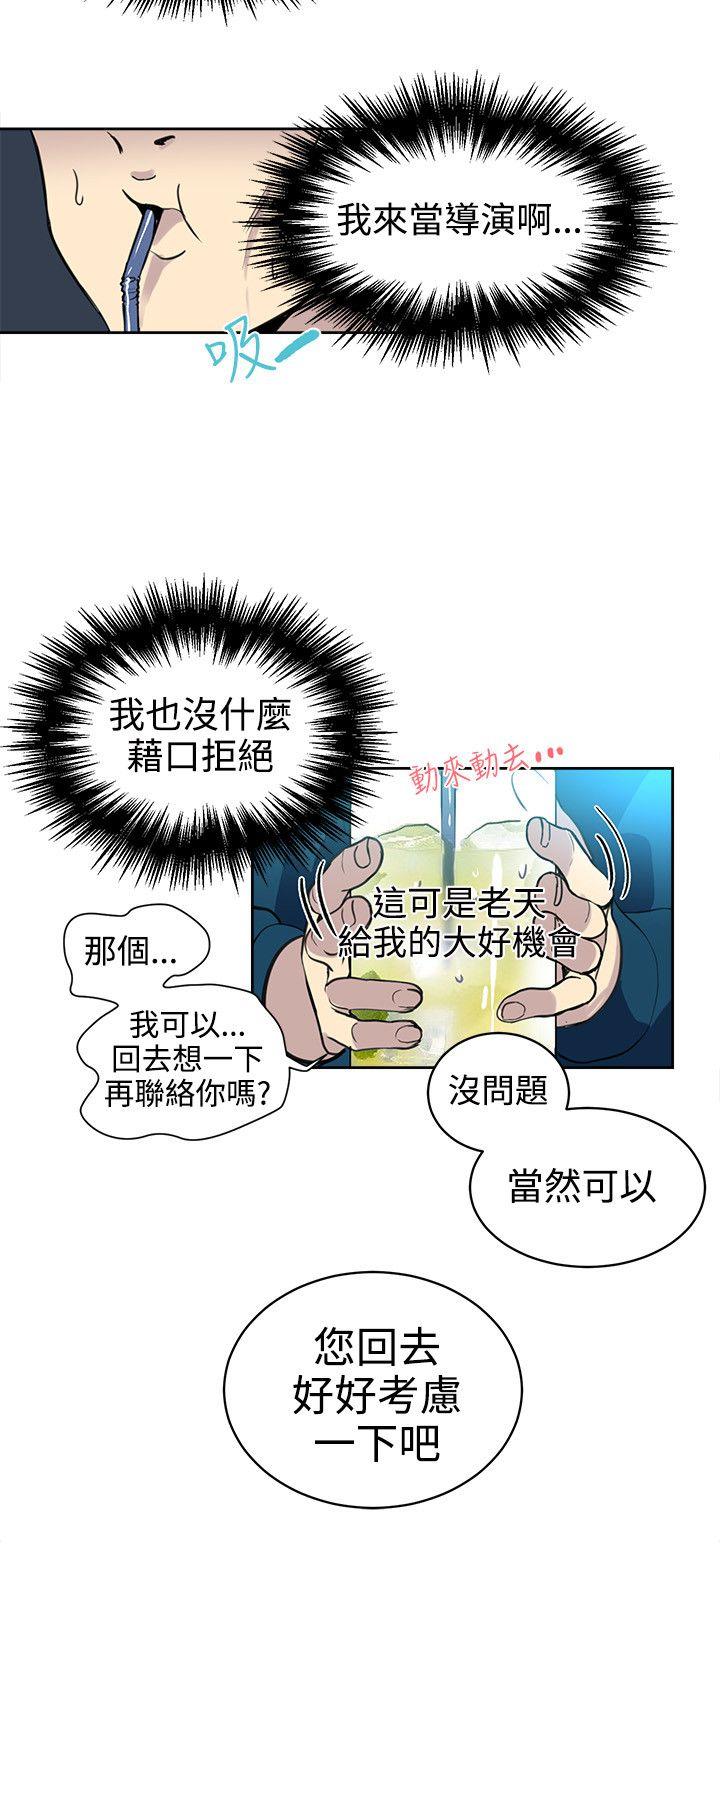 我來當導演啊…
吸一
我也沒什麼
藉口拒絕
動來動去…
這可是老天
給我的大好機會
那個…
我可以…
回去想一下
再聯絡你嗎?
沒問題
當然可以
您回去
好好考慮
一下吧